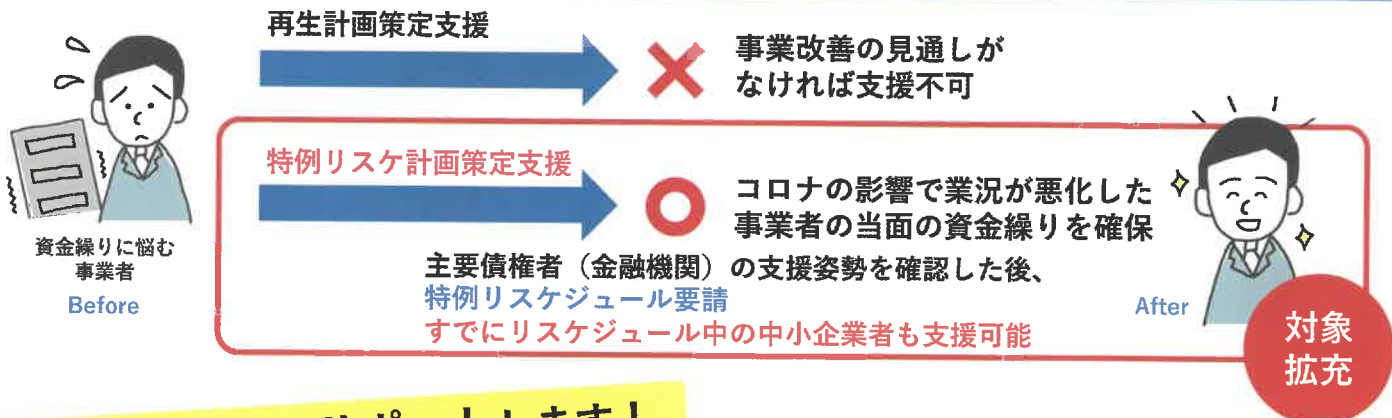 再生計画策定支援
事業改善の見通しが
なければ支援不可
特例リスケ計画策定支援
コロナの影響で業況が悪化した
事業者の当面の資金繰りを確保
資金繰りに悩む
事業者
Before
主要債権者（金融機関）の支援姿勢を確認した後、
特例リスケジュール要請
すでにリスケジュール中の中小企業者も支援可能
After
対象
拡充